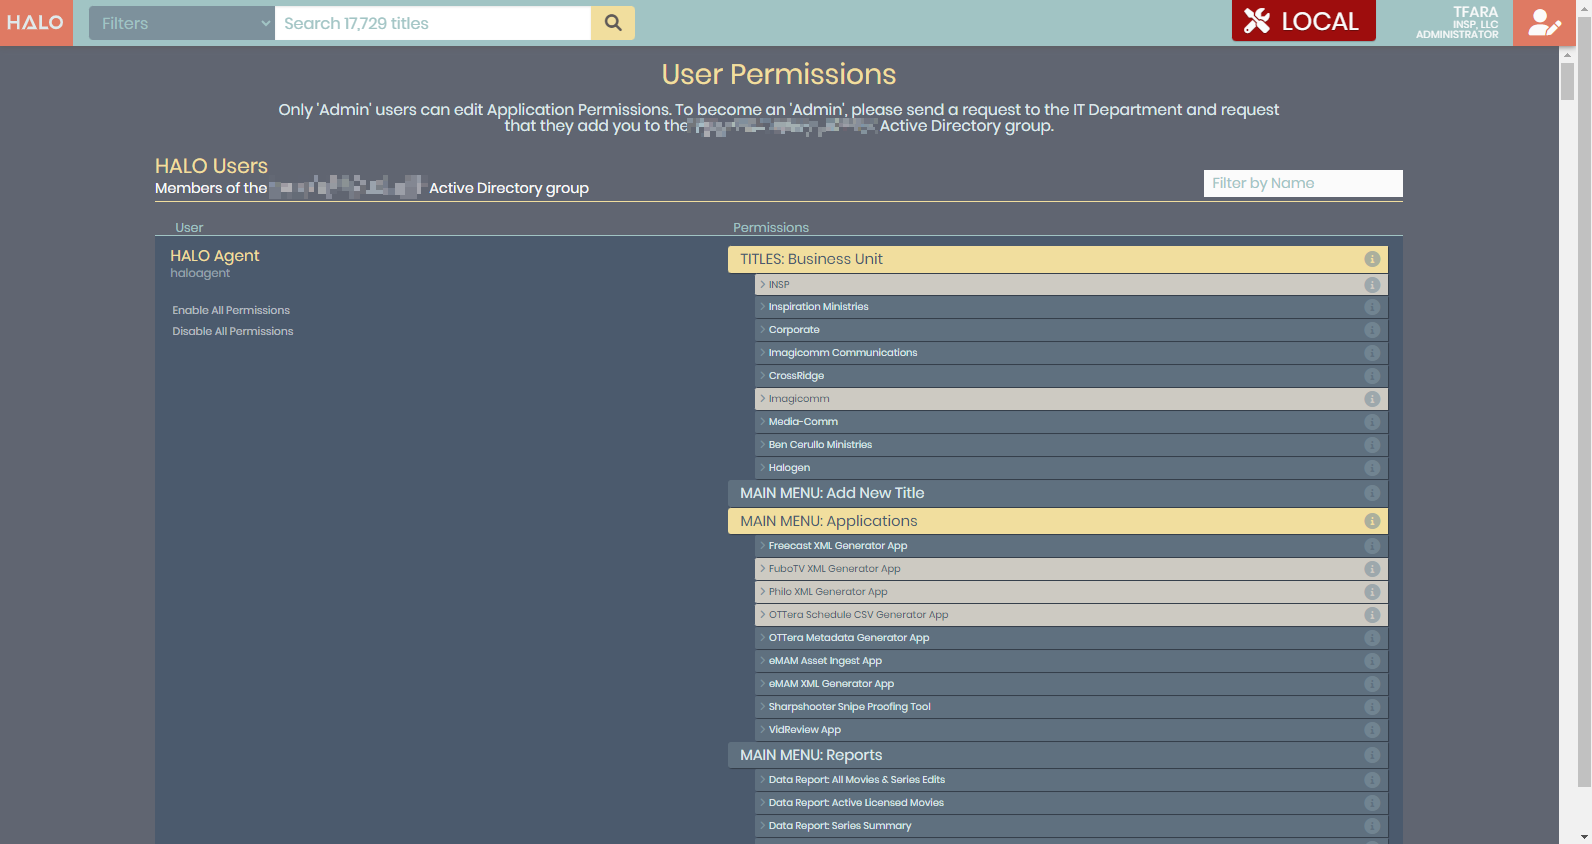 HALO
Filters
Search 17,729 titles
LOCAL
TFARA
INSP, LLC
ADMINISTRATOR
User Permissions
Only 'Admin' users can edit Application Permissions. To become an 'Admin', please send a request to the IT Department and request
that they add you to the Active Directory group.
HALO Users
Members of the Active Directory group
Filter by Name
User
Permissions
HALO Agent
haloagent
Enable All Permissions
Disable All Permissions
TITLES: Business Unit
INSP
Inspiration Ministries
Corporate
Imagicomm Communications
CrossRidge
Imagicomm
Media-Comm
Ben Cerullo Ministries
Halogen
MAIN MENU: Add New Title
MAIN MENU: Applications
Freecast XML Generator App
FuboTV XML Generator App
Philo XML Generator App
OTTera Schedule CSV Generator App
OTTera Metadata Generator App
eMAM Asset Ingest App
eMAM XML Generator App
Sharpshooter Snipe Proofing Tool
VidReview App
MAIN MENU: Reports
Data Report: All Movies & Series Edits
Data Report: Active Licensed Movies
Data Report: Series Summary